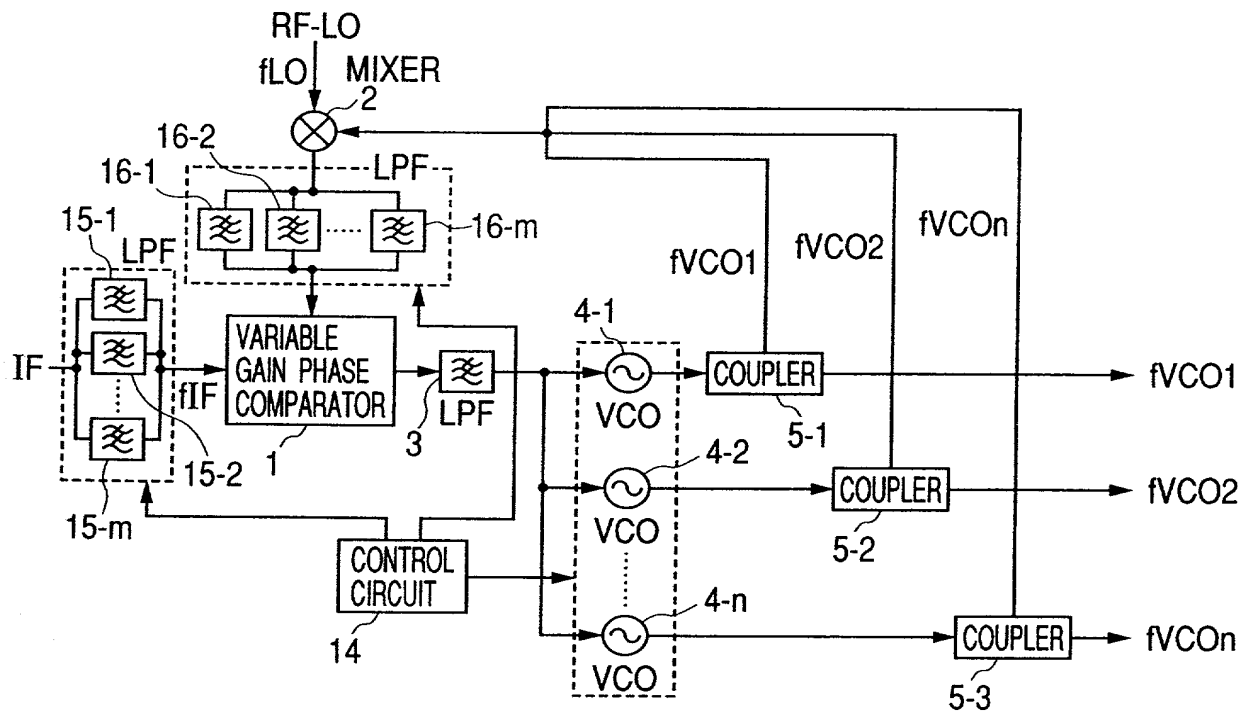 RF-LO
fLO
MIXER
2
16-2
16-1
LPF
16-m
15-1
LPF
fVCO1
fVCO2
fVCOn
IF
fIF
VARIABLE
GAIN PHASE
COMPARATOR
1
3
LPF
4-1
VCO
COUPLER
5-1
fVCO1
15-2
15-m
4-2
VCO
COUPLER
5-2
fVCO2
CONTROL
CIRCUIT
14
4-n
VCO
COUPLER
5-3
fVCOn